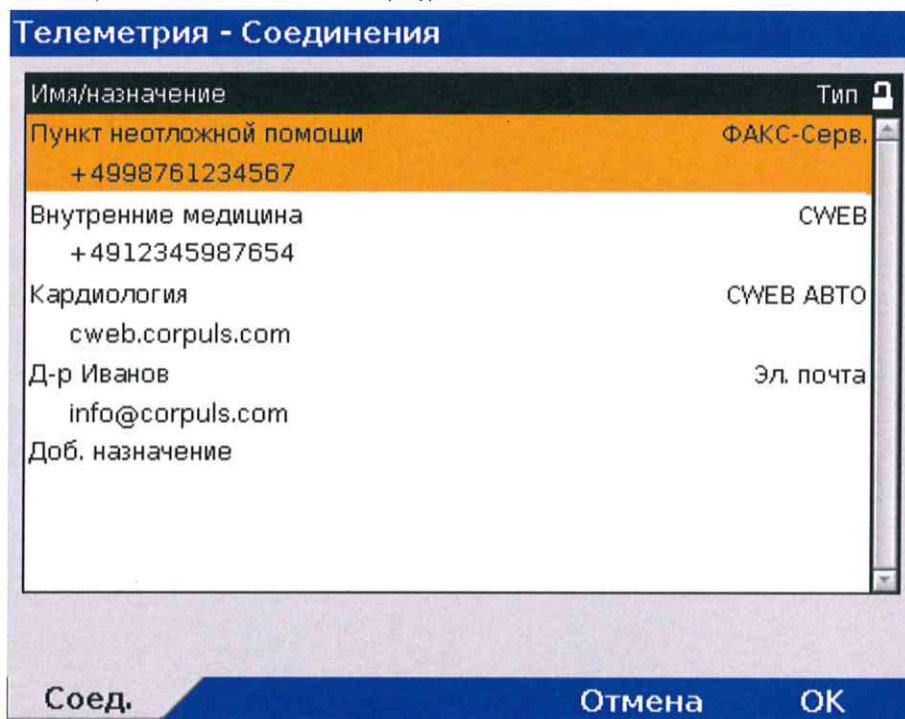 Телеметрия - Соединения
Имя/назначение Тип
Пункт неотложной помощи ФАКС-Серв.
+4998761234567
Внутренние медицина CWEB
+4912345987654
Кардиология CWEB АВТО
cweb.corpuls.com
Д-р Иванов Эл. почта
info@corpuls.com
Доб. назначение
Соед. Отмена OK